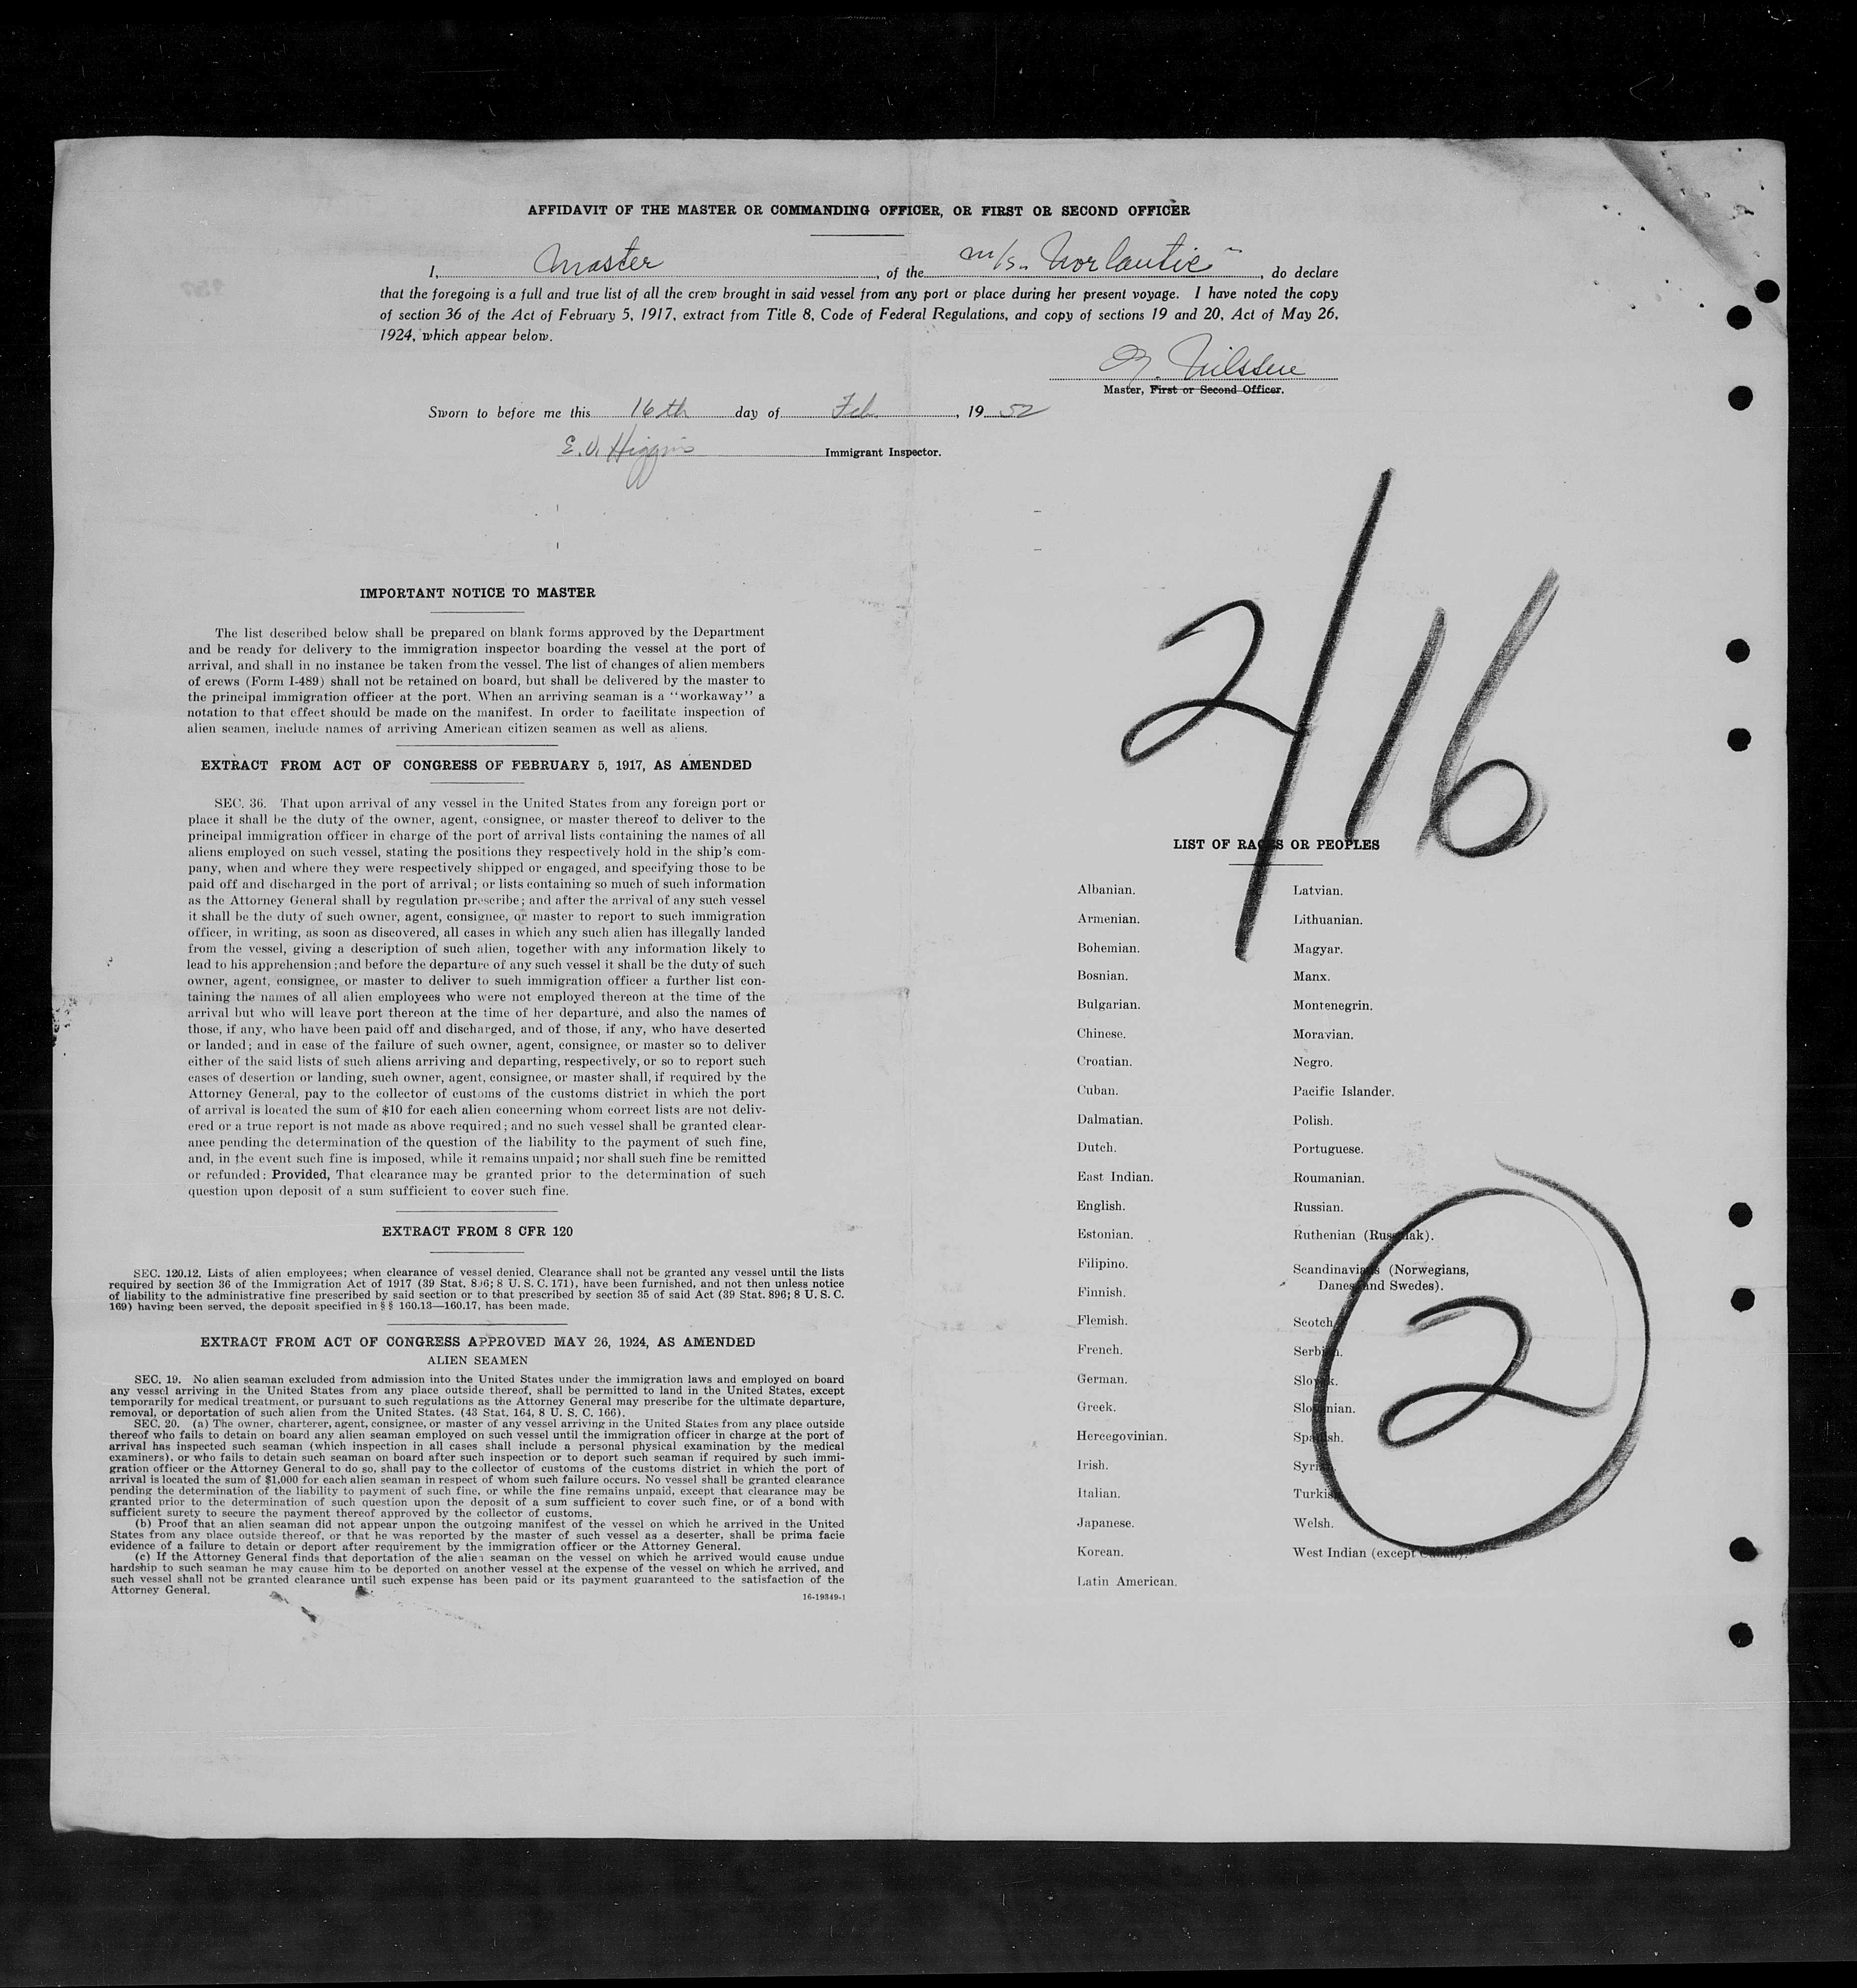 AFFIDAVIT OF THE MASTER OR COMMANDING OFFICER, OR FIRST OR SECOND OFFICER
I, Master, of the m/s. "Norlantic", do declare
that the foregoing is a full and true list of all the crew brought in said vessel from any port or place during her present voyage. I have noted the copy
of section 36 of the Act of February 5, 1917, extract from Title 8, Code of Federal Regulations, and copy of sections 19 and 20, Act of May 26,
1924, which appear below.
Nilssen
Master, First or Second Officer.
Sworn to before me this 16th day of Feb., 19 52
E. V. Higgins Immigrant Inspector.
2/16
IMPORTANT NOTICE TO MASTER
The list described below shall be prepared on blank forms approved by the Department
and be ready for delivery to the immigration inspector boarding the vessel at the port of
arrival, and shall in no instance be taken from the vessel. The list of changes of alien members
of crews (Form I-489) shall not be retained on board, but shall be delivered by the master to
the principal immigration officer at the port. When an arriving seaman is a "workaway" a
notation to that effect should be made on the manifest. In order to facilitate inspection of
alien seamen, include names of arriving American citizen seamen as well as aliens.
EXTRACT FROM ACT OF CONGRESS OF FEBRUARY 5, 1917, AS AMENDED
SEC. 36. That upon arrival of any vessel in the United States from any foreign port or
place it shall be the duty of the owner, agent, consignee, or master thereof to deliver to the
principal immigration officer in charge of the port of arrival lists containing the names of all
aliens employed on such vessel, stating the positions they respectively hold in the ship's com-
pany, when and where they were respectively shipped or engaged, and specifying those to be
paid off and discharged in the port of arrival; or lists containing so much of such information
as the Attorney General shall by regulation prescribe; and after the arrival of any such vessel
it shall be the duty of such owner, agent, consignee, or master to report to such immigration
officer, in writing, as soon as discovered, all cases in which any such alien has illegally landed
from the vessel, giving a description of such alien, together with any information likely to
lead to his apprehension; and before the departure of any such vessel it shall be the duty of such
owner, agent, consignee, or master to deliver to such immigration officer a further list con-
taining the names of all alien employees who were not employed thereon at the time of the
arrival but who will leave port thereon at the time of her departure, and also the names of
those, if any, who have been paid off and discharged, and of those, if any, who have deserted
or landed; and in case of the failure of such owner, agent, consignee, or master so to deliver
either of the said lists of such aliens arriving and departing, respectively, or so to report such
cases of desertion or landing, such owner, agent, consignee, or master shall, if required by the
Attorney General, pay to the collector of customs of the customs district in which the port
of arrival is located the sum of $10 for each alien concerning whom correct lists are not deliv-
ered or a true report is not made as above required; and no such vessel shall be granted clear-
ance pending the determination of the question of the liability to the payment of such fine,
and, in the event such fine is imposed, while it remains unpaid; nor shall such fine be remitted
or refunded: Provided, That clearance may be granted prior to the determination of such
question upon deposit of a sum sufficient to cover such fine.
EXTRACT FROM 8 CFR 120
SEC. 120.12. Lists of alien employees; when clearance of vessel denied. Clearance shall not be granted any vessel until the lists
required by section 36 of the Immigration Act of 1917 (39 Stat. 896; 8 U. S. C. 171), have been furnished, and not then unless notice
of liability to the administrative fine prescribed by said section or to that prescribed by section 35 of said Act (39 Stat. 896; 8 U. S. C.
169) having been served, the deposit specified in §§ 160.13—160.17, has been made.
EXTRACT FROM ACT OF CONGRESS APPROVED MAY 26, 1924, AS AMENDED
ALIEN SEAMEN
SEC. 19. No alien seaman excluded from admission into the United States under the immigration laws and employed on board
any vessel arriving in the United States from any place outside thereof, shall be permitted to land in the United States, except
temporarily for medical treatment, or pursuant to such regulations as the Attorney General may prescribe for the ultimate departure,
removal, or deportation of such alien from the United States. (43 Stat. 164, 8 U. S. C. 166).
SEC. 20. (a) The owner, charterer, agent, consignee, or master of any vessel arriving in the United States from any place outside
thereof who fails to detain on board any alien seaman employed on such vessel until the immigration officer in charge at the port of
arrival has inspected such seaman (which inspection in all cases shall include a personal physical examination by the medical
examiners), or who fails to detain such seaman on board after such inspection or to deport such seaman if required by such immi-
gration officer or the Attorney General to do so, shall pay to the collector of customs of the customs district in which the port of
arrival is located the sum of $1,000 for each alien seaman in respect of whom such failure occurs. No vessel shall be granted clearance
pending the determination of the liability to payment of such fine, or while the fine remains unpaid, except that clearance may be
granted prior to the determination of such question upon the deposit of a sum sufficient to cover such fine, or of a bond with
sufficient surety to secure the payment thereof approved by the collector of customs.
(b) Proof that an alien seaman did not appear unpon the outgoing manifest of the vessel on which he arrived in the United
States from any place outside thereof, or that he was reported by the master of such vessel as a deserter, shall be prima facie
evidence of a failure to detain or deport after requirement by the immigration officer or the Attorney General.
(c) If the Attorney General finds that deportation of the alien seaman on the vessel on which he arrived would cause undue
hardship to such seaman he may cause him to be deported on another vessel at the expense of the vessel on which he arrived, and
such vessel shall not be granted clearance until such expense has been paid or its payment guaranteed to the satisfaction of the
Attorney General.
16-19349-1
LIST OF RACES OR PEOPLES
Albanian.
Armenian.
Bohemian.
Bosnian.
Bulgarian.
Chinese.
Croatian.
Cuban.
Dalmatian.
Dutch.
East Indian.
English.
Estonian.
Filipino.
Finnish.
Flemish.
French.
German.
Greek.
Hercegovinian.
Irish.
Italian.
Japanese.
Korean.
Latin American.
Latvian.
Lithuanian.
Magyar.
Manx.
Montenegrin.
Moravian.
Negro.
Pacific Islander.
Polish.
Portuguese.
Roumanian.
Russian.
Ruthenian (Russniak).
Scandinavians (Norwegians,
Danes and Swedes).
Scotch.
Serbian.
Slovak.
Slovenian.
Spanish.
Syrian.
Turkish.
Welsh.
West Indian (except Cuban).
2